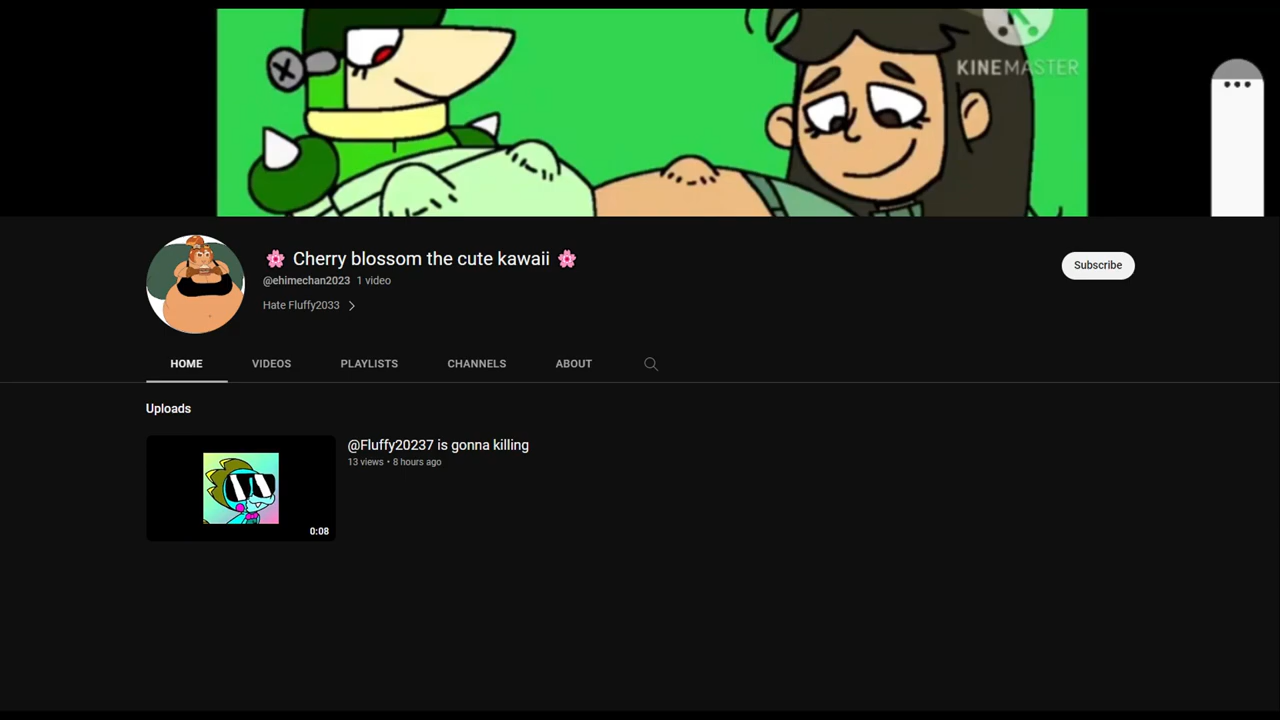 KINEMASTER
🌸 Cherry blossom the cute kawaii 🌸
@ehimechan2023 1 video
Subscribe
Hate Fluffy2033
HOME VIDEOS PLAYLISTS CHANNELS ABOUT
Uploads
@Fluffy20237 is gonna killing
13 views • 8 hours ago
0:08